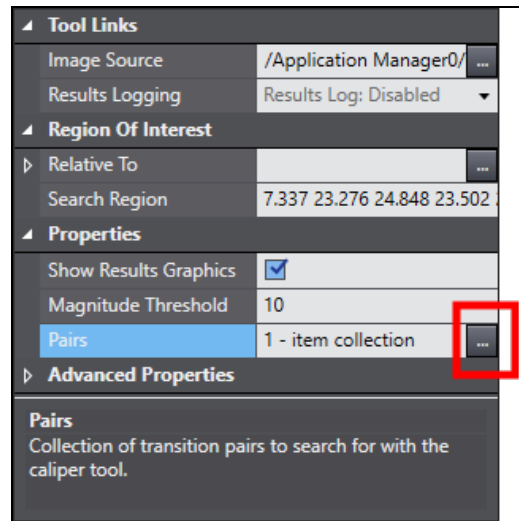 Tool Links
Image Source /Application Manager0/ ...
Results Logging Results Log: Disabled
Region Of Interest
Relative To ...
Search Region 7.337 23.276 24.848 23.502
Properties
Show Results Graphics
Magnitude Threshold 10
Pairs 1 - item collection ...
Advanced Properties
Pairs
Collection of transition pairs to search for with the
caliper tool.